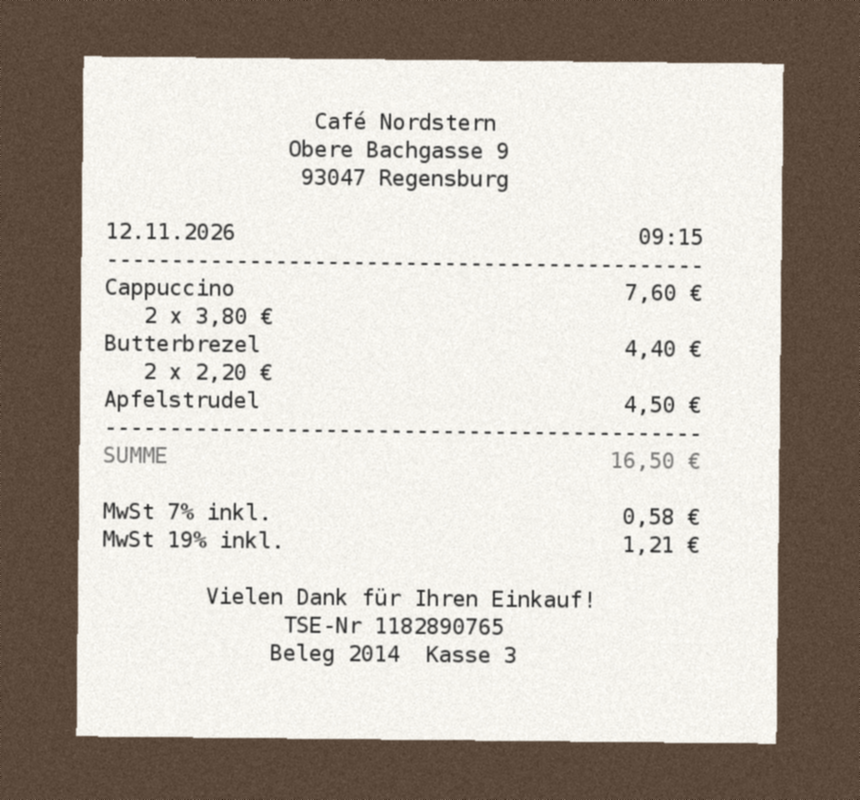 Café Nordstern
Obere Bachgasse 9
93047 Regensburg
12.11.2026 09:15
----------------------------------------------
Cappuccino 7,60 €
2 x 3,80 €
Butterbrezel 4,40 €
2 x 2,20 €
Apfelstrudel 4,50 €
----------------------------------------------
SUMME 16,50 €
MwSt 7% inkl. 0,58 €
MwSt 19% inkl. 1,21 €
Vielen Dank für Ihren Einkauf!
TSE-Nr 1182890765
Beleg 2014 Kasse 3